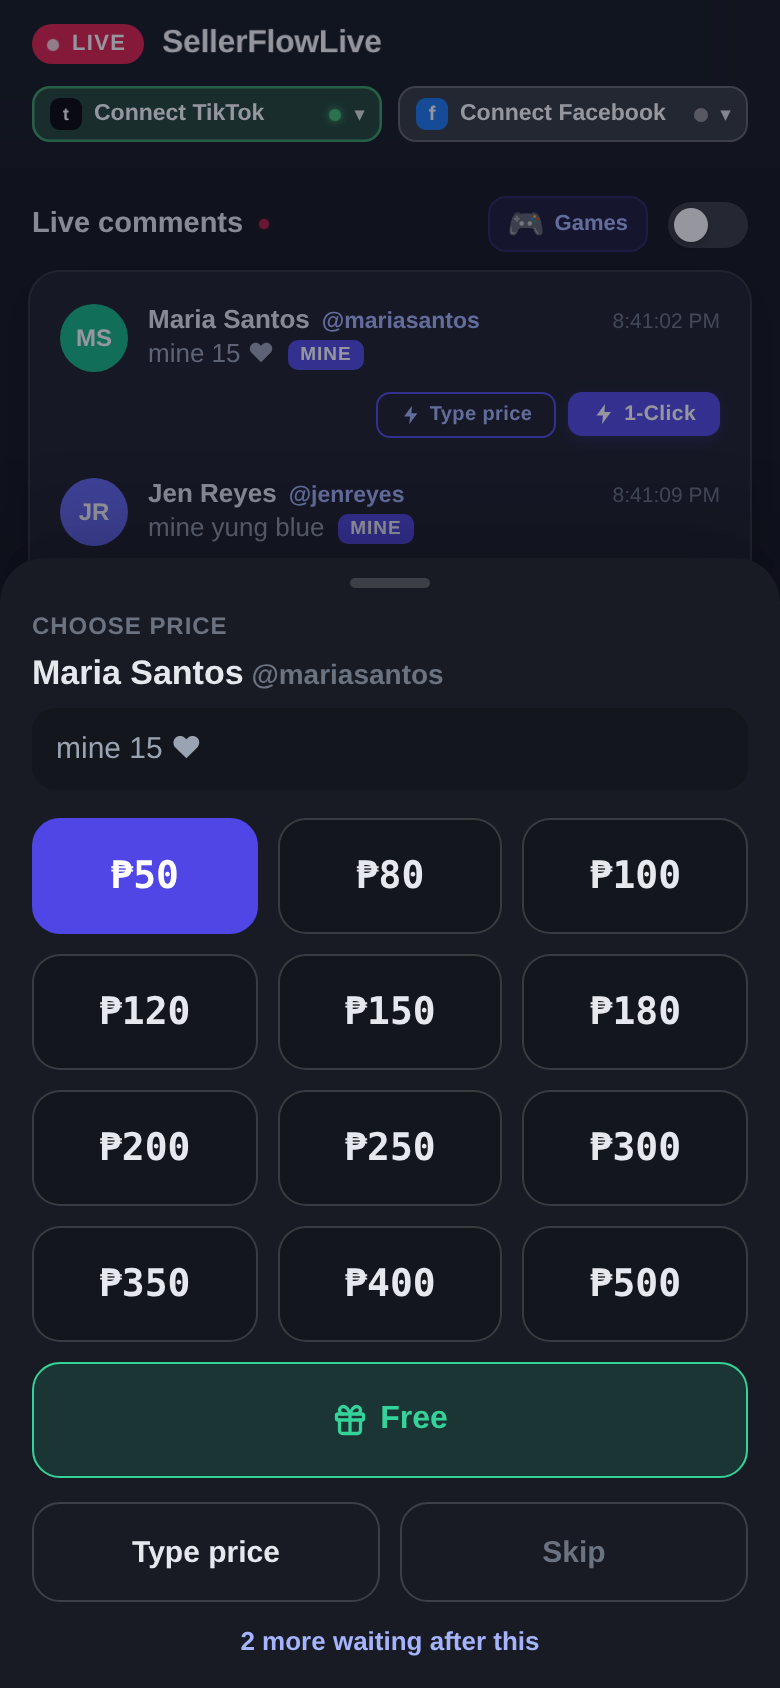 LIVE SellerFlowLive
t Connect TikTok ▾ f Connect Facebook ▾
Live comments 🎮 Games
MS Maria Santos @mariasantos 8:41:02 PM
mine 15 ♥ MINE
Type price 1-Click
JR Jen Reyes @jenreyes 8:41:09 PM
mine yung blue MINE
CHOOSE PRICE
Maria Santos @mariasantos
mine 15 ♥
₱50 ₱80 ₱100
₱120 ₱150 ₱180
₱200 ₱250 ₱300
₱350 ₱400 ₱500
Free
Type price Skip
2 more waiting after this